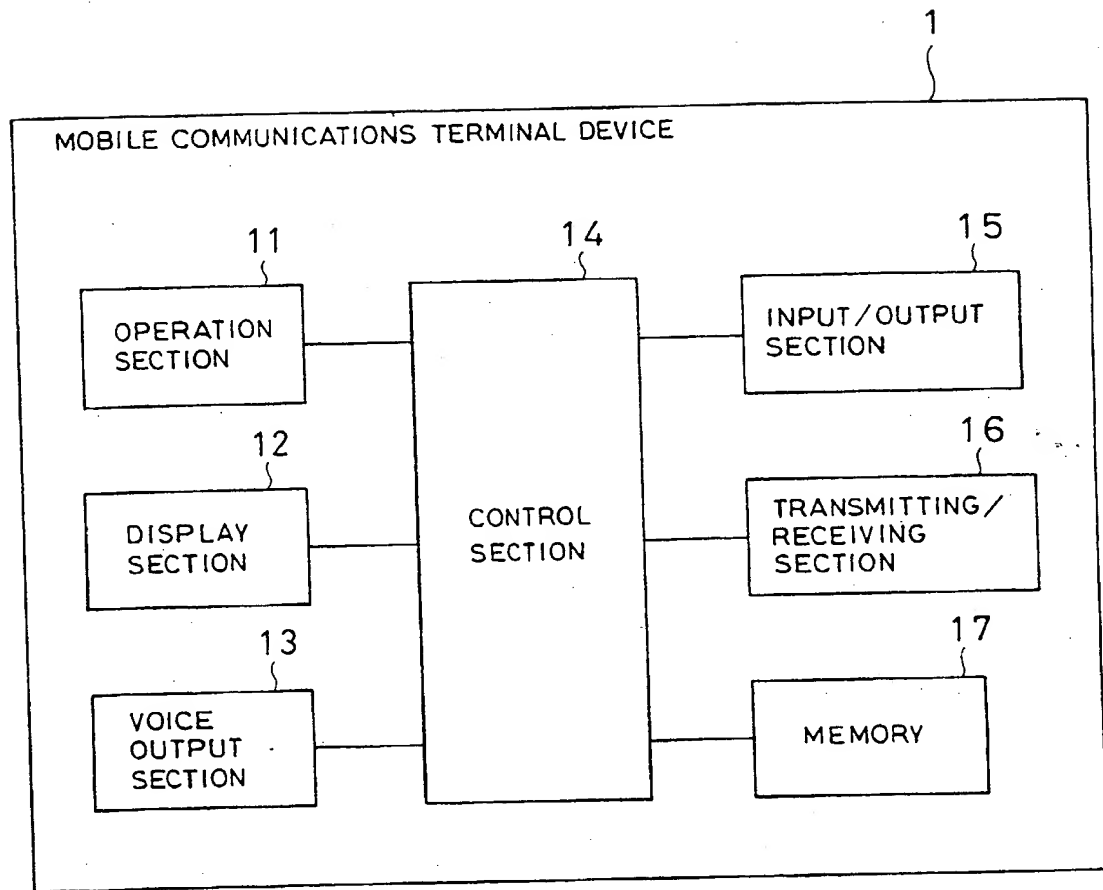 1
MOBILE COMMUNICATIONS TERMINAL DEVICE
11
OPERATION
SECTION
12
DISPLAY
SECTION
13
VOICE
OUTPUT
SECTION
14
CONTROL
SECTION
15
INPUT/OUTPUT
SECTION
16
TRANSMITTING/
RECEIVING
SECTION
17
MEMORY